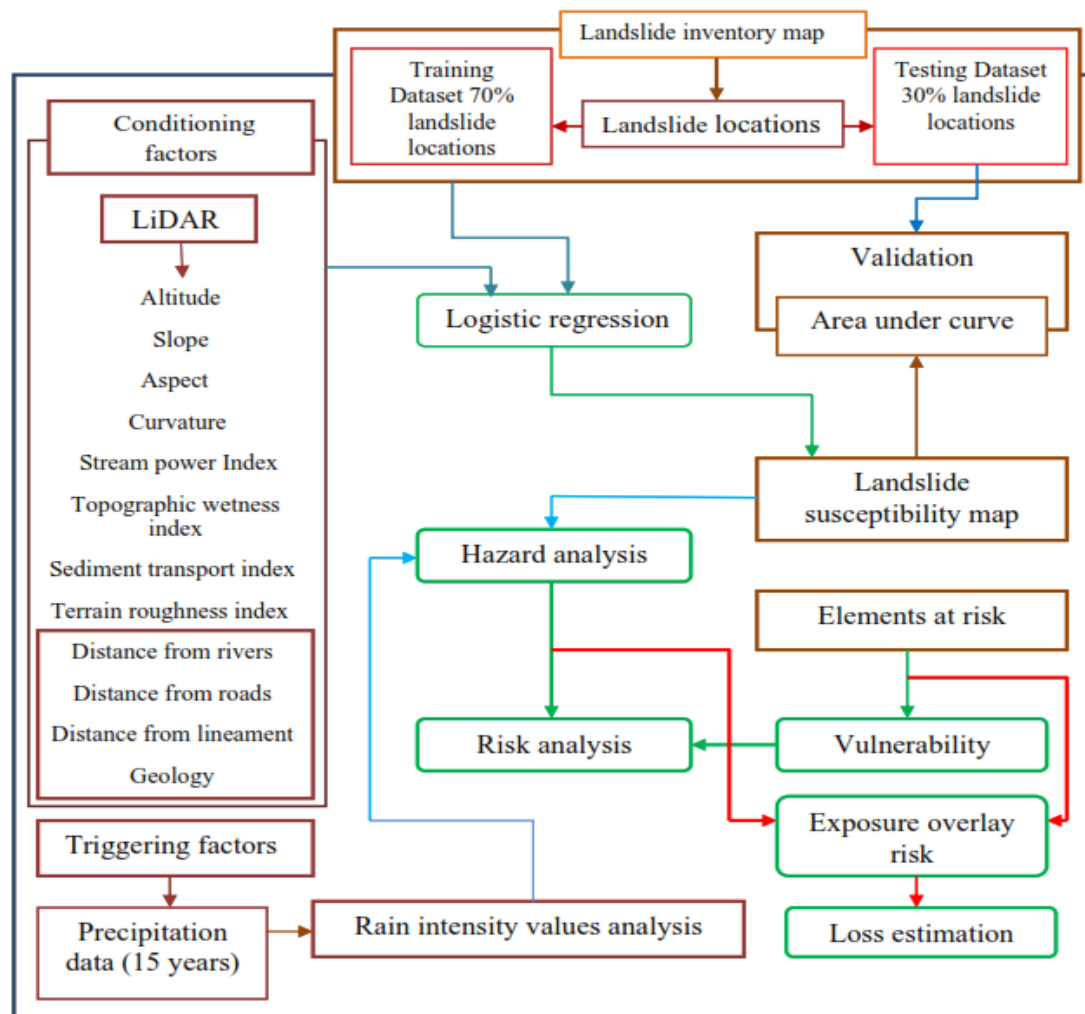 Landslide inventory map
Training
Dataset 70%
landslide
locations
Landslide locations
Testing Dataset
30% landslide
locations
Conditioning
factors
LiDAR
Altitude
Slope
Aspect
Curvature
Stream power Index
Topographic wetness
index
Sediment transport index
Terrain roughness index
Distance from rivers
Distance from roads
Distance from lineament
Geology
Logistic regression
Validation
Area under curve
Landslide
susceptibility map
Hazard analysis
Elements at risk
Risk analysis
Vulnerability
Exposure overlay
risk
Loss estimation
Triggering factors
Precipitation
data (15 years)
Rain intensity values analysis